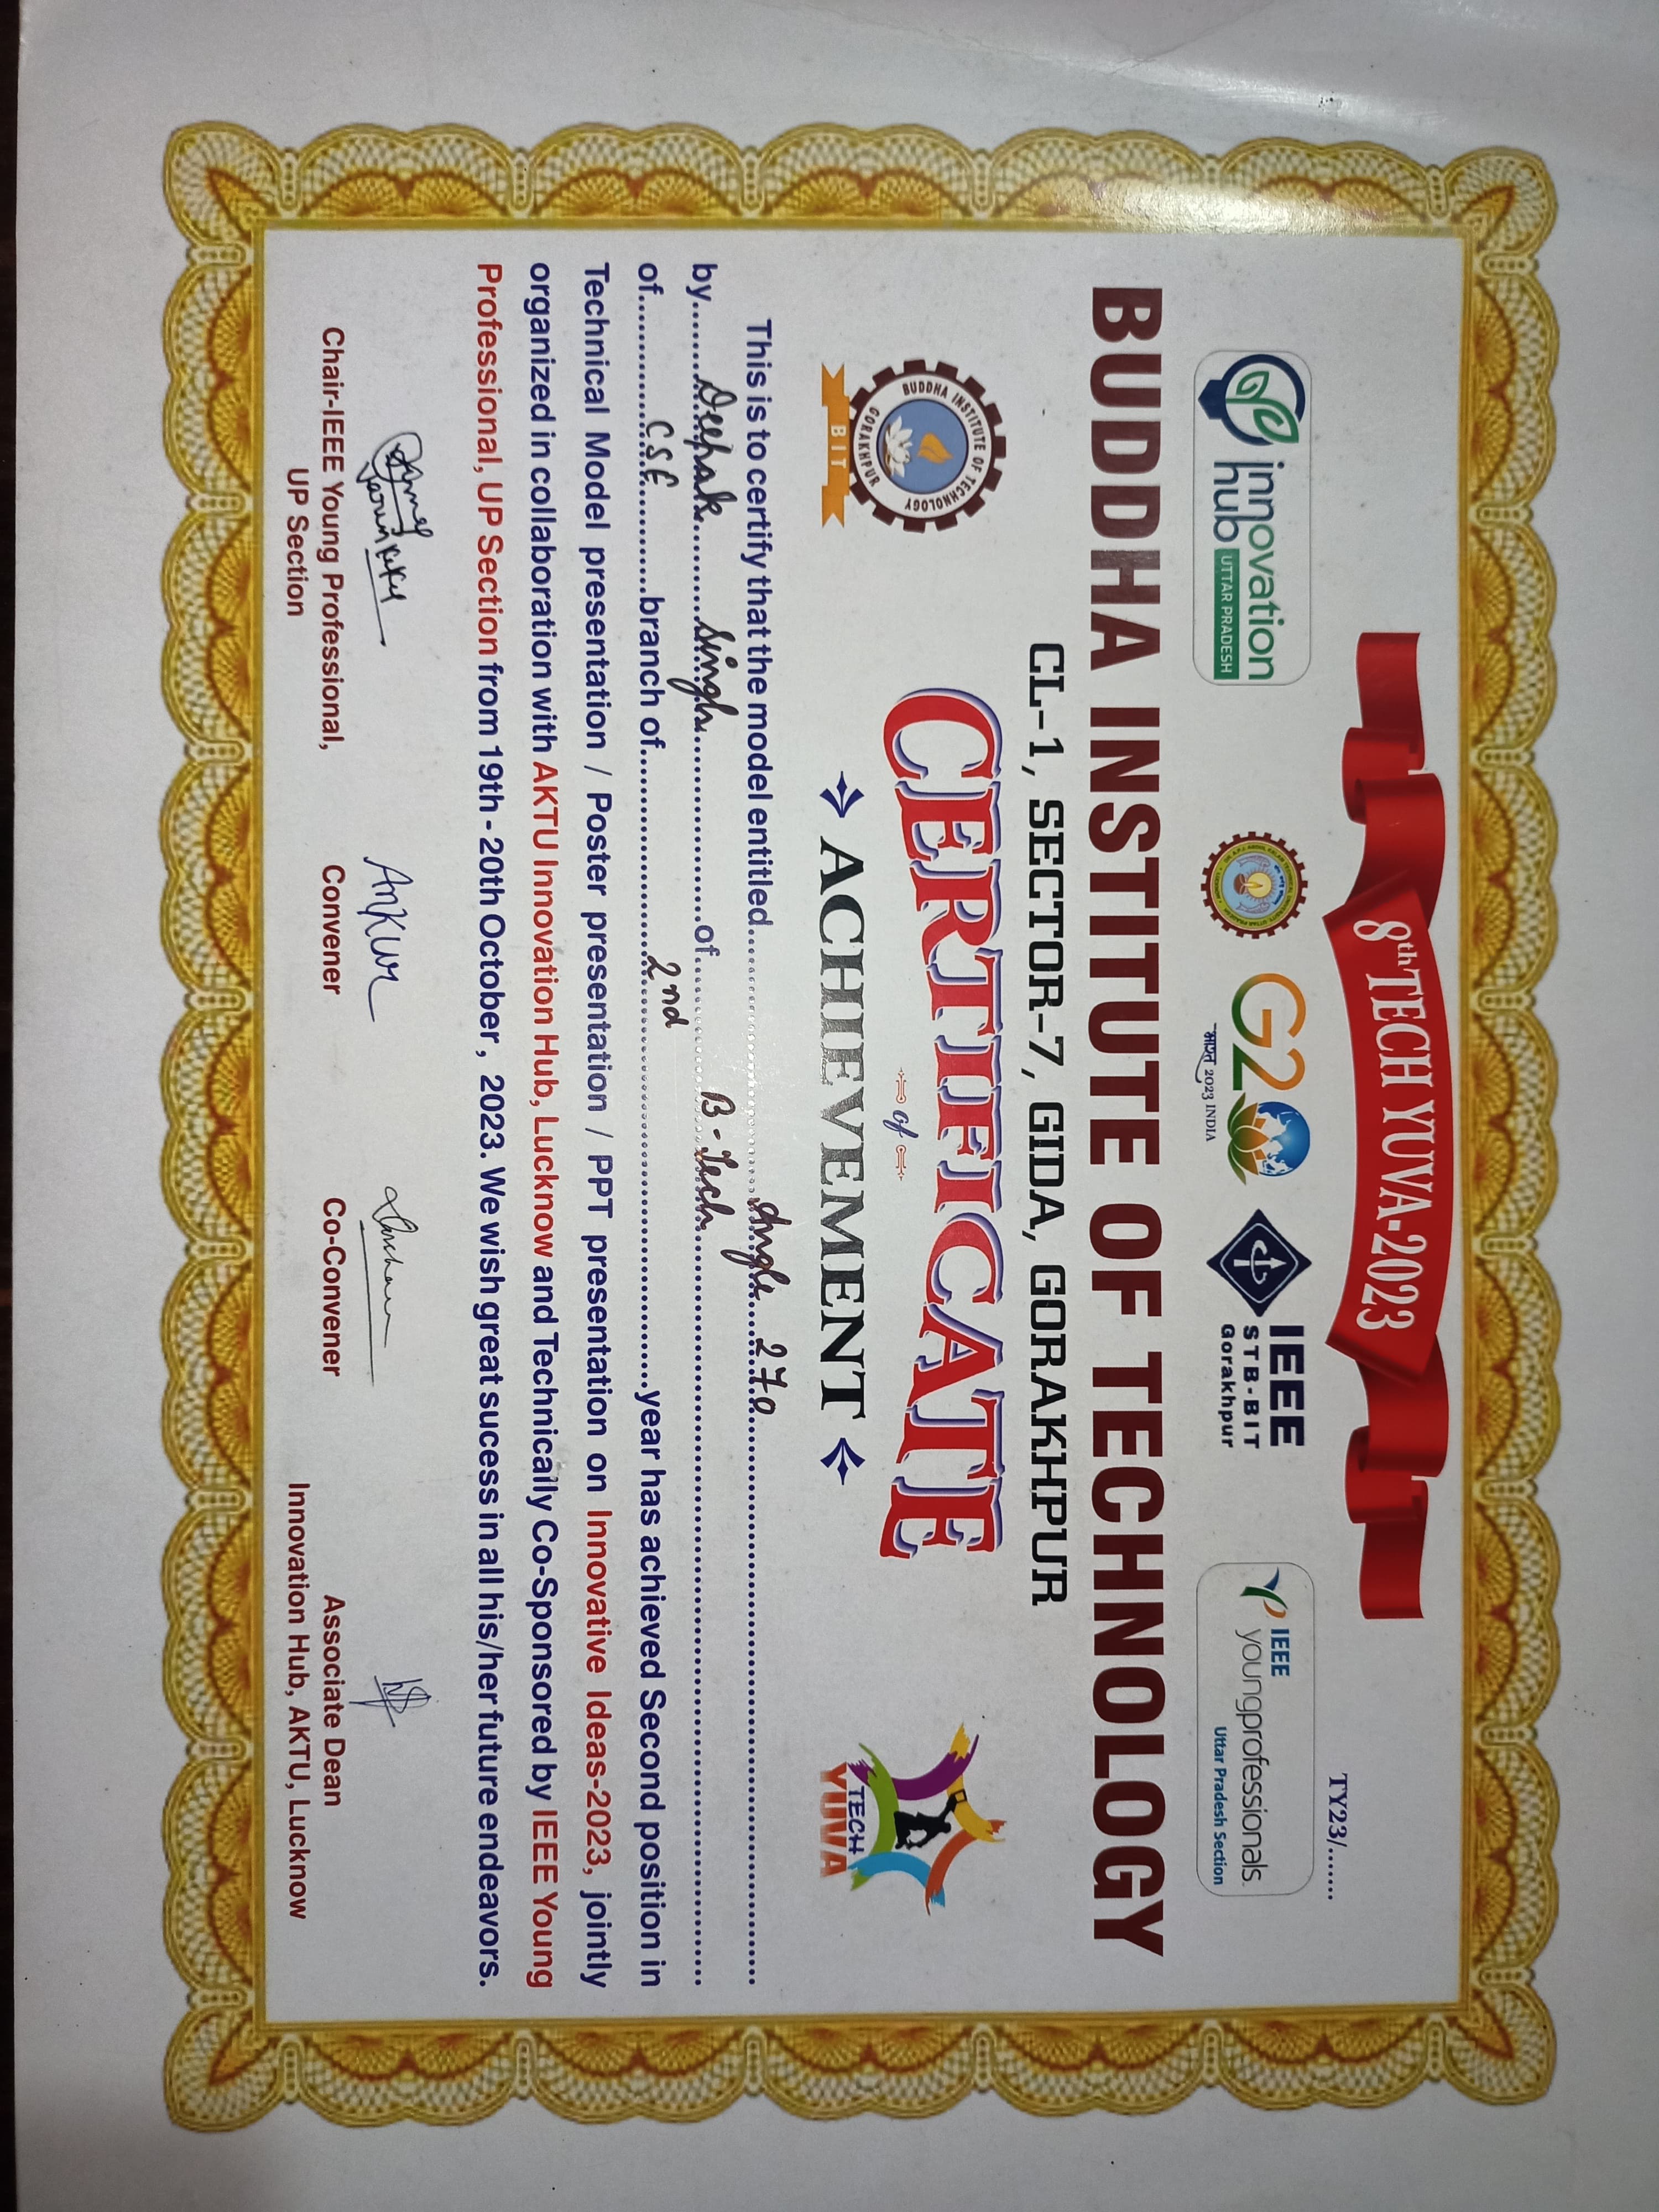 8th TECH YUVA-2023
TY23/.......
innovation
hub UTTAR PRADESH
G20
भारत 2023 INDIA
IEEE
STB-BIT
Gorakhpur
IEEE
youngprofessionals
Uttar Pradesh Section
BUDDHA INSTITUTE OF TECHNOLOGY
CL-1, SECTOR-7, GIDA, GORAKHPUR
BUDDHA INSTITUTE OF TECHNOLOGY
GORAKHPUR
BIT
CERTIFICATE
of
ACHIEVEMENT
TECH
YUVA
This is to certify that the model entitled Angle 270
by Deepak Singh of B-Tech
of CSE branch of 2nd year has achieved Second position in
Technical Model presentation / Poster presentation / PPT presentation on Innovative Ideas-2023, jointly
organized in collaboration with AKTU Innovation Hub, Lucknow and Technically Co-Sponsored by IEEE Young
Professional, UP Section from 19th - 20th October , 2023. We wish great sucess in all his/her future endeavors.
Ankur
Chair-IEEE Young Professional,
UP Section
Convener
Co-Convener
Associate Dean
Innovation Hub, AKTU, Lucknow